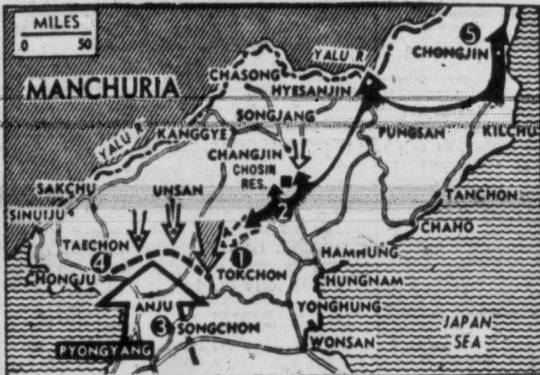 MILES
0 50
5
YALU R.
CHONGJIN
CHASONG
MANCHURIA
HYESANJIN
SONGJANG
YALU R.
KANGGYE
PUNGSAN
KILCHU
CHANGJIN
CHOSIN
RES.
SAKCHU
UNSAN
TANCHON
SINUIJU
2
CHAHO
TAECHON
1
HAMHUNG
4
TOKCHON
CHONGJU
HUNGNAM
ANJU
YONGHUNG
3
SONGCHON
JAPAN
SEA
WONSAN
PYONGYANG